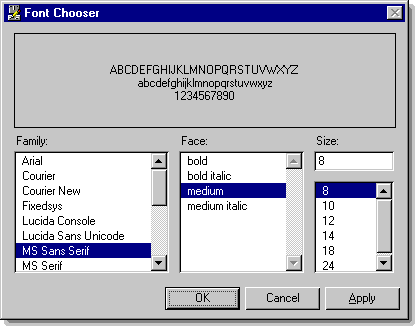 Font Chooser
ABCDEFGHIJKLMNOPQRSTUVWXYZ
abcdefghijklmnopqrstuvwxyz
1234567890
Family: Face: Size:
Arial bold 8
Courier bold italic
Courier New medium 8
Fixedsys medium italic 10
Lucida Console 12
Lucida Sans Unicode 14
MS Sans Serif 18
MS Serif 24
OK Cancel Apply